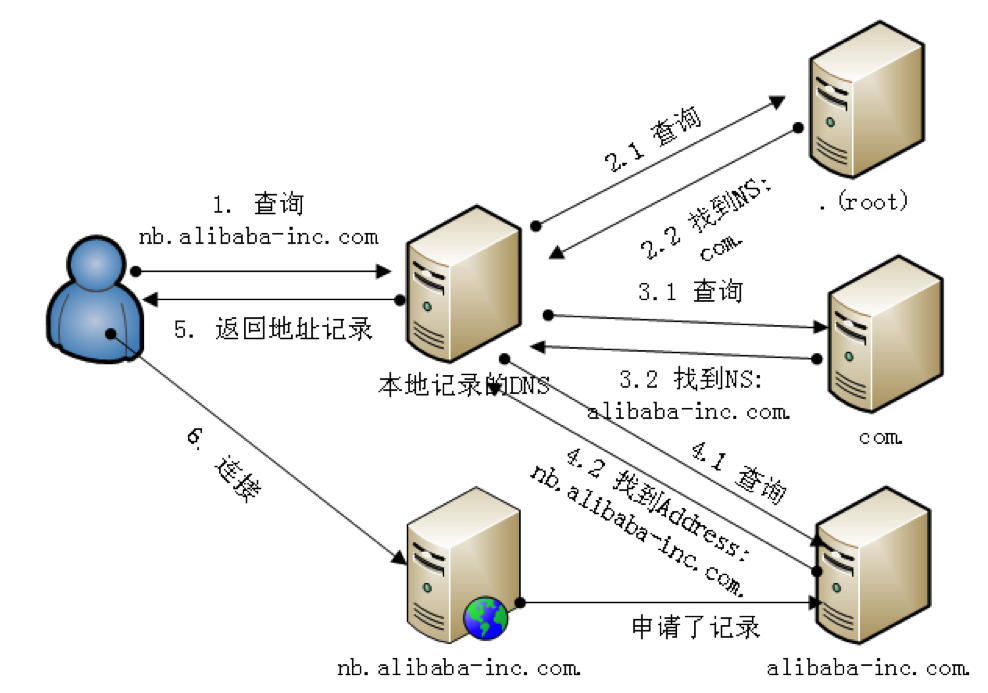 1. 查询
nb.alibaba-inc.com
5. 返回地址记录
本地记录的DNS
2.1 查询
2.2 找到NS:
com.
.(root)
3.1 查询
3.2 找到NS:
alibaba-inc.com.
com.
4.1 查询
4.2 找到Address:
nb.alibaba-inc.com.
6. 连接
申请了记录
nb.alibaba-inc.com.
alibaba-inc.com.